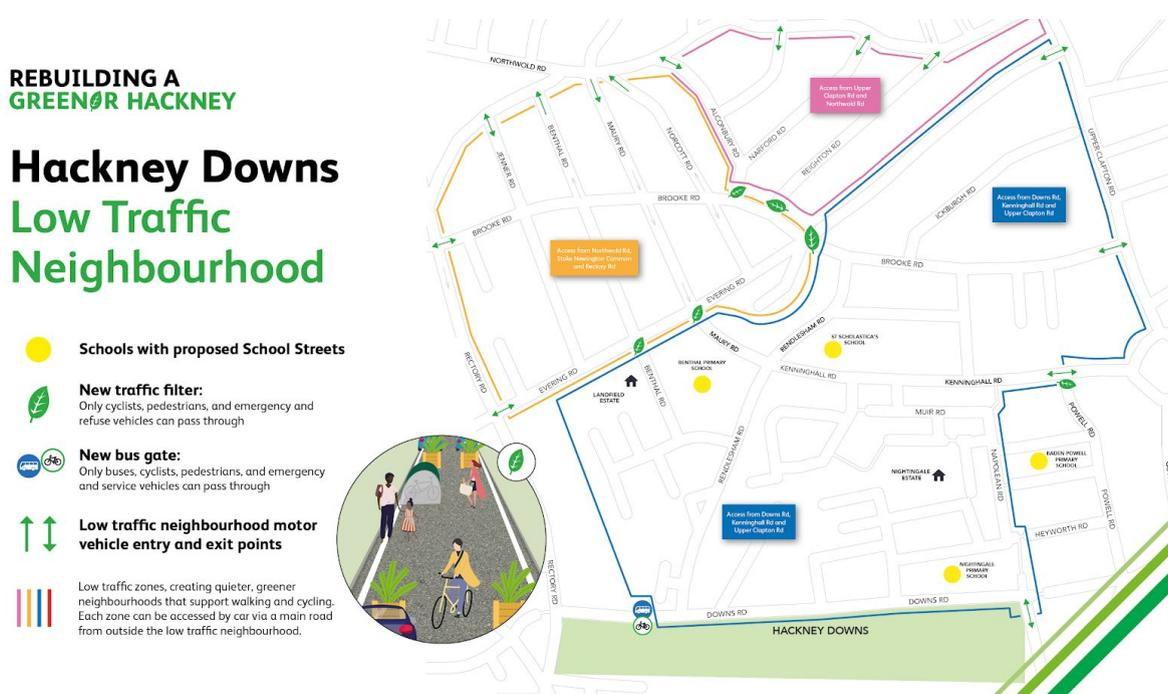 REBUILDING A
GREENER HACKNEY
Hackney Downs
Low Traffic
Neighbourhood
Schools with proposed School Streets
New traffic filter:
Only cyclists, pedestrians, and emergency and
refuse vehicles can pass through
New bus gate:
Only buses, cyclists, pedestrians, and emergency
and service vehicles can pass through
Low traffic neighbourhood motor
vehicle entry and exit points
Low traffic zones, creating quieter, greener
neighbourhoods that support walking and cycling.
Each zone can be accessed by car via a main road
from outside the low traffic neighbourhood.
NORTHWOLD RD
Access from Upper
Clapton Rd and
Northwold Rd
ALCONBURY RD
NARFORD RD
REIGHTON RD
JENNER RD
BENTHAL RD
MAURY RD
NORCOTT RD
UPPER CLAPTON RD
BROOKE RD
BROOKE RD
ICKBURGH RD
Access from Downs Rd,
Kenninghall Rd and
Upper Clapton Rd
Access from Northwold Rd,
Stoke Newington Common
and Rectory Rd
BROOKE RD
EVERING RD
RECTORY RD
EVERING RD
MAURY RD
RENDLESHAM RD
ST SCHOLASTICA'S
SCHOOL
BENTHAL PRIMARY
SCHOOL
KENNINGHALL RD
KENNINGHALL RD
LANDFIELD
ESTATE
BENTHAL RD
MUIR RD
POWELL RD
RENDLESHAM RD
NAPOLEAN RD
BADEN POWELL
PRIMARY
SCHOOL
NIGHTINGALE
ESTATE
POWELL RD
Access from Downs Rd,
Kenninghall Rd and
Upper Clapton Rd
HEYWORTH RD
NIGHTINGALE
PRIMARY
SCHOOL
RECTORY RD
DOWNS RD
DOWNS RD
HACKNEY DOWNS